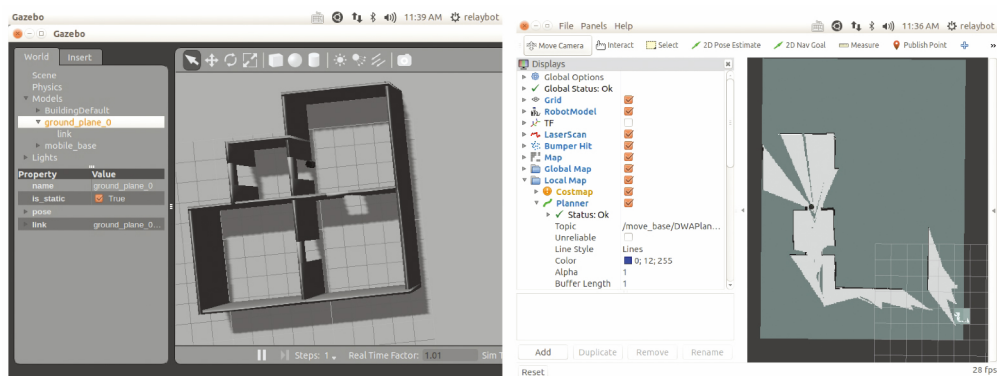 Gazebo
11:39 AM relaybot
Gazebo
World Insert
Scene
Physics
Models
BuildingDefault
ground_plane_0
link
mobile_base
Lights
Property Value
name ground_plane_0
is_static True
pose
link ground_plane_0...
Steps: 1 Real Time Factor: 1.01 Sim T
File Panels Help
11:36 AM relaybot
Move Camera Interact Select 2D Pose Estimate 2D Nav Goal Measure Publish Point »
Displays
Global Options
Global Status: Ok
Grid
RobotModel
TF
LaserScan
Bumper Hit
Map
Global Map
Local Map
Costmap
Planner
Status: Ok
Topic /move_base/DWAPlan...
Unreliable
Line Style Lines
Color 0; 12; 255
Alpha 1
Buffer Length 1
Add Duplicate Remove Rename
Reset 28 fps